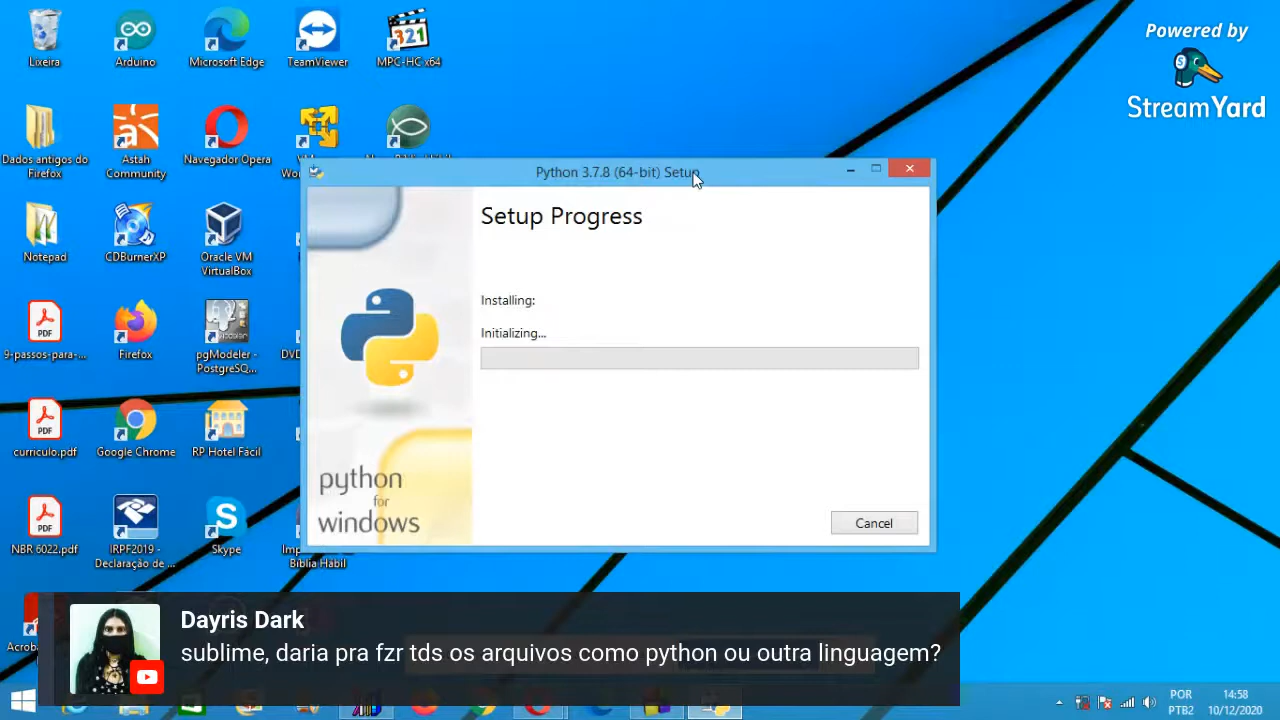 Lixeira
Arduino
Microsoft Edge
TeamViewer
321
MPC-HC x64
Powered by
StreamYard
Dados antigos do
Firefox
Astah
Community
Navegador Opera
Python 3.7.8 (64-bit) Setup
Setup Progress
Installing:
Initializing...
python
for
windows
Cancel
Notepad
CDBurnerXP
Oracle VM
VirtualBox
PDF
9-passos-para-...
Firefox
pgModeler -
PostgreSQ...
PDF
curriculo.pdf
Google Chrome
RP Hotel Fácil
PDF
NBR 6022.pdf
IRPF2019 -
Declaração de ...
Skype
Bíblia Hábil
Dayris Dark
sublime, daria pra fzr tds os arquivos como python ou outra linguagem?
POR
PTB2
14:58
10/12/2020